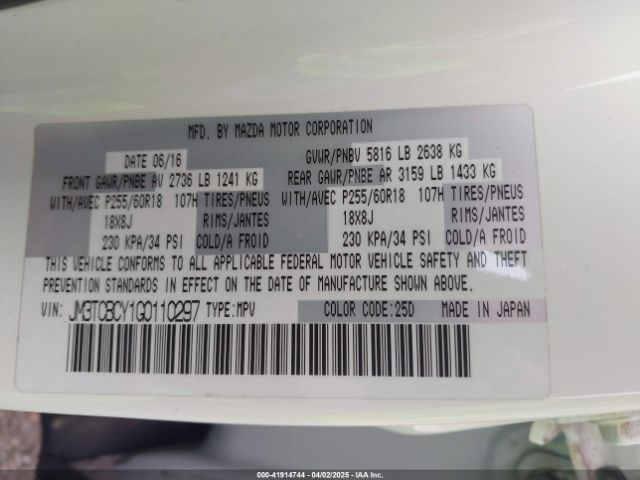 MFD. BY MAZDA MOTOR CORPORATION
DATE 06/16 GVWR/PNBV 5816 LB 2638 KG
FRONT GAWR/PNBE AV 2736 LB 1241 KG REAR GAWR/PNBE AR 3159 LB 1433 KG
WITH/AVEC P255/60R18 107H TIRES/PNEUS WITH/AVEC P255/60R18 107H TIRES/PNEUS
18X8J RIMS/JANTES 18X8J RIMS/JANTES
230 KPA/34 PSI COLD/A FROID 230 KPA/34 PSI COLD/A FROID
THIS VEHICLE CONFORMS TO ALL APPLICABLE FEDERAL MOTOR VEHICLE SAFETY AND THEFT
PREVENTION STANDARDS IN EFFECT ON THE DATE OF MANUFACTURE SHOWN ABOVE.
VIN: JM3TCBCY1G0110297 TYPE: MPV COLOR CODE: 25D MADE IN JAPAN
000-41914744 - 04/02/2025 - IAA Inc.